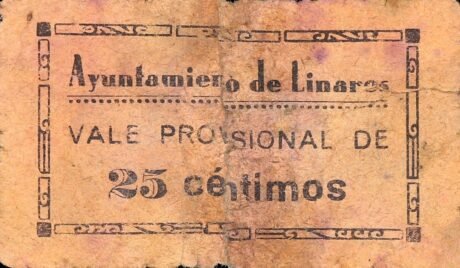 Ayuntamiento de Linares
VALE PROVISIONAL DE
25 céntimos